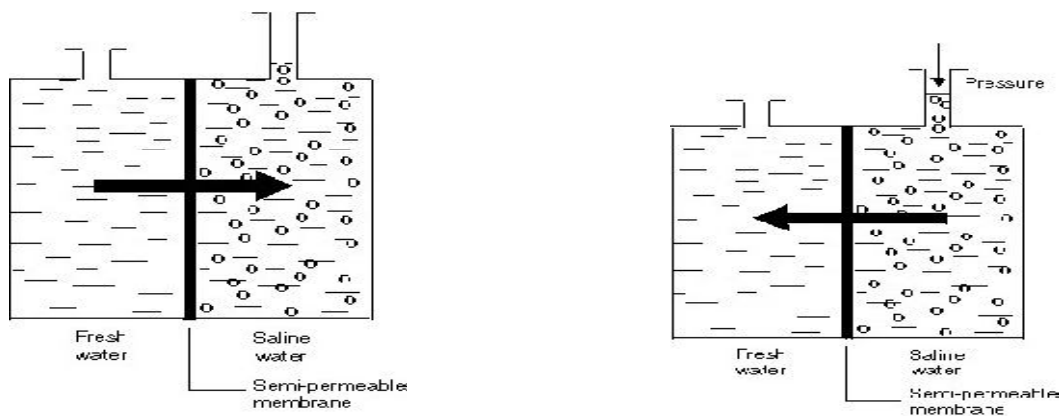 Pressure
Fresh
water
Saline
water
Semi-permeable
membrane
Fresh
water
Saline
water
Semi-permeable
membrane